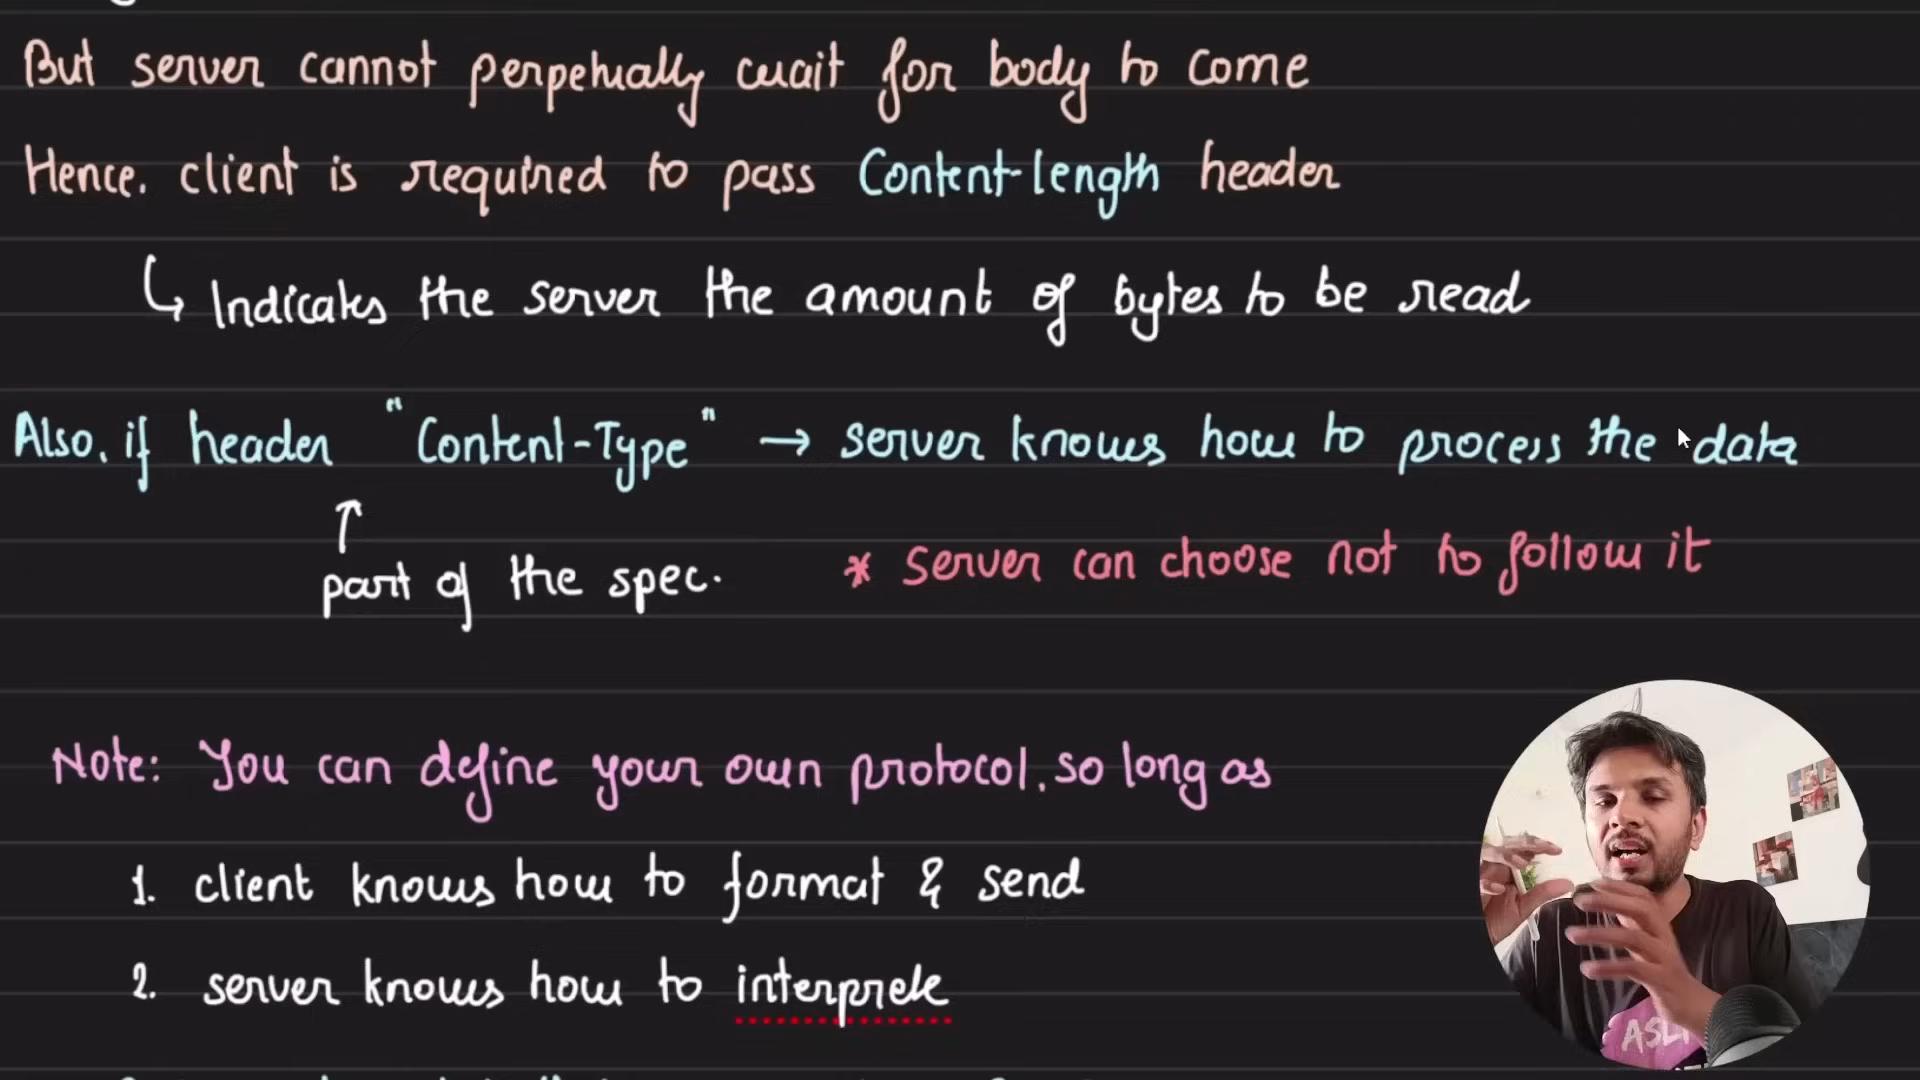 But server cannot perpetually wait for body to come
Hence. client is required to pass Content-length header
↳ Indicates the server the amount of bytes to be read
Also, if header "Content-Type" → server knows how to process the data
↑
part of the spec.
* server can choose not to follow it
Note: You can define your own protocol, so long as
1. client knows how to format & send
2. server knows how to interprete